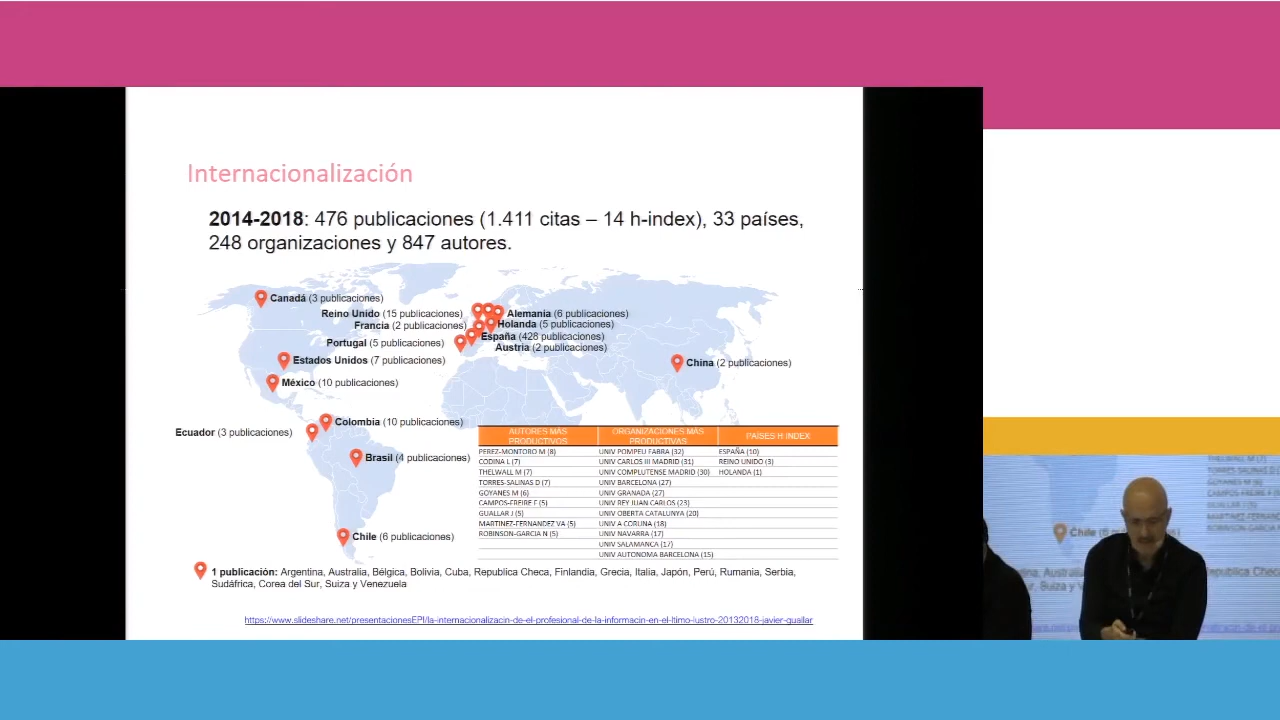 Internacionalización
2014-2018: 476 publicaciones (1.411 citas – 14 h-index), 33 países,
248 organizaciones y 847 autores.
Canadá (3 publicaciones)
Reino Unido (15 publicaciones)
Alemania (6 publicaciones)
Francia (2 publicaciones)
Holanda (5 publicaciones)
España (428 publicaciones)
Portugal (5 publicaciones)
Austria (2 publicaciones)
Estados Unidos (7 publicaciones)
China (2 publicaciones)
México (10 publicaciones)
Colombia (10 publicaciones)
Ecuador (3 publicaciones)
Brasil (4 publicaciones)
Chile (6 publicaciones)
AUTORES MÁS PRODUCTIVOS ORGANIZACIONES MÁS PRODUCTIVAS PAÍSES H INDEX
PEREZ-MONTORO M (8) UNIV POMPEU FABRA (32) ESPAÑA (10)
CODINA L (7) UNIV CARLOS III MADRID (31) REINO UNIDO (3)
THELWALL M (7) UNIV COMPLUTENSE MADRID (30) HOLANDA (1)
TORRES-SALINAS D (7) UNIV BARCELONA (27)
GOYANES M (6) UNIV GRANADA (27)
CAMPOS-FREIRE F (5) UNIV REY JUAN CARLOS (23)
GUALLAR J (5) UNIV OBERTA CATALUNYA (20)
MARTINEZ-FERNANDEZ VA (5) UNIV A CORUNA (18)
ROBINSON-GARCIA N (5) UNIV NAVARRA (17)
UNIV SALAMANCA (17)
UNIV AUTONOMA BARCELONA (15)
1 publicación: Argentina, Australia, Bélgica, Bolivia, Cuba, Republica Checa, Finlandia, Grecia, Italia, Japón, Perú, Rumania, Serbia,
Sudáfrica, Corea del Sur, Suiza y Venezuela
https://www.slideshare.net/presentacionesEPI/la-internacionalizacin-de-el-profesional-de-la-informacin-en-el-ltimo-lustro-20132018-javier-guallar
Chile